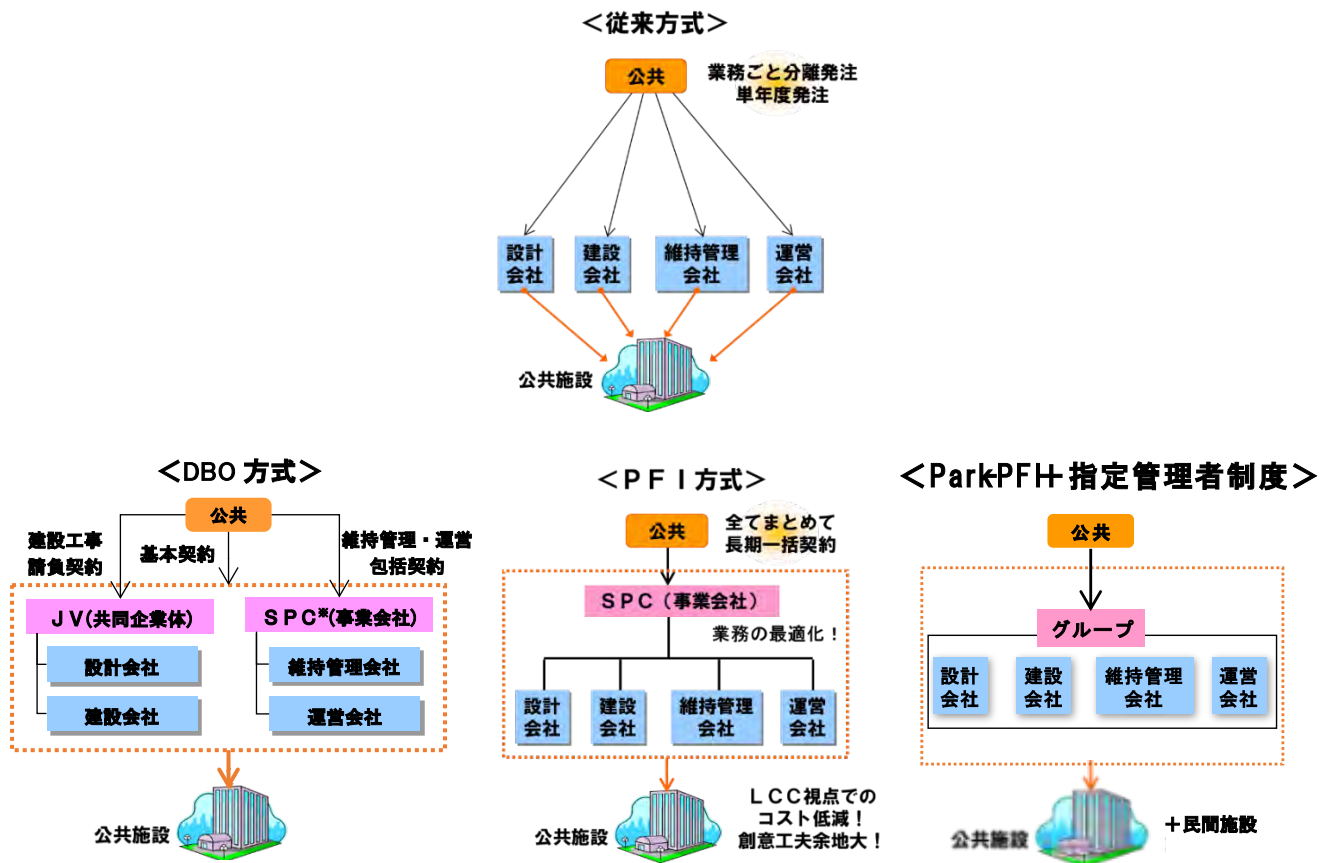 ＜従来方式＞
公共
業務ごと分離発注
単年度発注
設計
会社
建設
会社
維持管理
会社
運営
会社
公共施設
＜DBO 方式＞
公共
建設工事
請負契約
基本契約
維持管理・運営
包括契約
ＪＶ(共同企業体)
設計会社
建設会社
ＳＰＣ※(事業会社)
維持管理会社
運営会社
公共施設
＜ＰＦＩ方式＞
公共
全てまとめて
長期一括契約
ＳＰＣ（事業会社）
業務の最適化！
設計
会社
建設
会社
維持管理
会社
運営
会社
公共施設
ＬＣＣ視点での
コスト低減！
創意工夫余地大！
＜Park-PFI＋指定管理者制度＞
公共
グループ
設計
会社
建設
会社
維持管理
会社
運営
会社
公共施設
＋民間施設